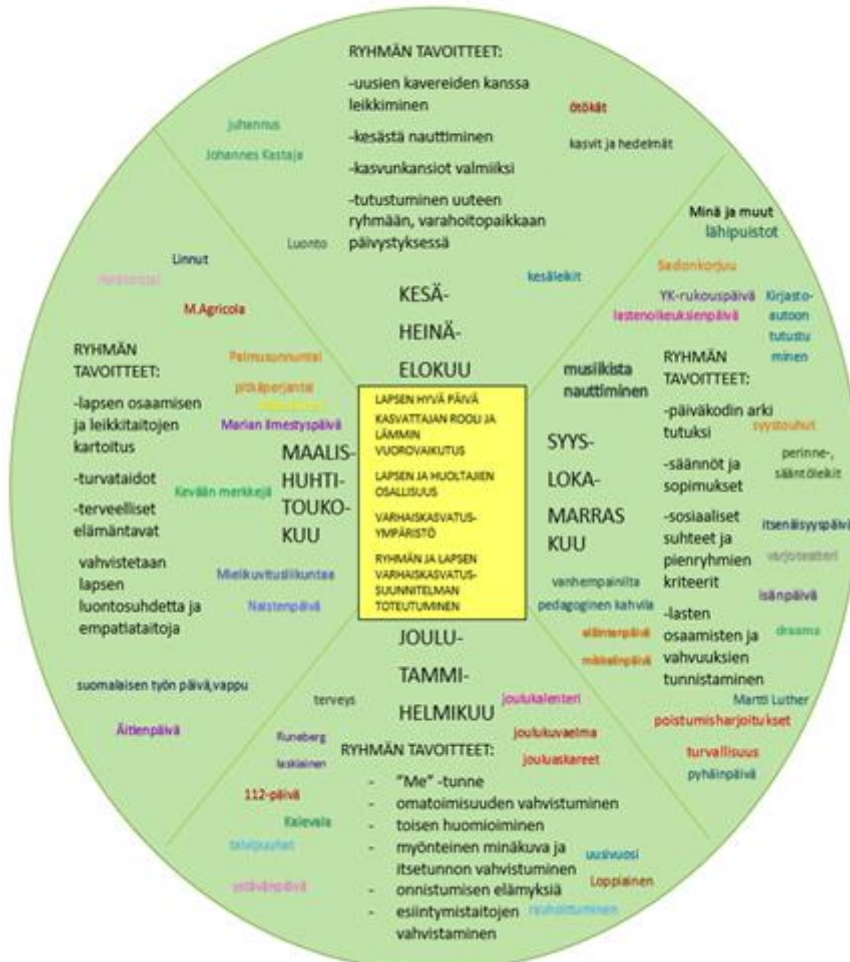 RYHMÄN TAVOITTEET:
-uusien kavereiden kanssa
leikkiminen
-kesästä nauttiminen
-kasvunkansiot valmiiksi
-tutustuminen uuteen
ryhmään, varahoitopaikkaan
päivystyksessä
juhannus
Johannes Kastaja
Luonto
ötökät
kasvit ja hedelmät
kesäleikit
KESÄ-
HEINÄ-
ELOKUU
Minä ja muut
lähipuistot
Sadonkorjuu
YK-rukouspäivä
lastenoikeuksienpäivä
Kirjasto-
autoon
tutustu
minen
musiikista
nauttiminen
RYHMÄN
TAVOITTEET:
-päiväkodin arki
tutuksi
-säännöt ja
sopimukset
-sosiaaliset
suhteet ja
pienryhmien
kriteerit
-lasten
osaamisten ja
vahvuuksien
tunnistaminen
syystouhut
perinne-,
sääntöleikit
itsenäisyyspäivä
varjoteatteri
isänpäivä
draama
SYYS-
LOKA-
MARRAS
KUU
vanhempainilta
pedagoginen kahvila
eläintenpäivä
mikkelinpäivä
Martti Luther
poistumisharjoitukset
turvallisuus
pyhäinpäivä
LAPSEN HYVÄ PÄIVÄ
KASVATTAJAN ROOLI JA
LÄMMIN
VUOROVAIKUTUS
LAPSEN JA HUOLTAJIEN
OSALLISUUS
VARHAISKASVATUS-
YMPÄRISTÖ
RYHMÄN JA LAPSEN
VARHAISKASVATUS-
SUUNNITELMAN
TOTEUTUMINEN
JOULU-
TAMMI-
HELMIKUU
terveys
Runeberg
laskiainen
112-päivä
Kalevala
talvipuuhat
ystävänpäivä
joulukalenteri
joulukuvaelma
jouluaskareet
RYHMÄN TAVOITTEET:
- "Me" -tunne
- omatoimisuuden vahvistuminen
- toisen huomioiminen
- myönteinen minäkuva ja
itsetunnon vahvistuminen
- onnistumisen elämyksiä
- esiintymistaitojen
vahvistaminen
uusivuosi
Loppiainen
rauhoittuminen
Linnut
M.Agricola
RYHMÄN
TAVOITTEET:
-lapsen osaamisen
ja leikkitaitojen
kartoitus
-turvataidot
-terveelliset
elämäntavat
vahvistetaan
lapsen
luontosuhdetta ja
empatiataitoja
Palmusunnuntai
pitkäperjantai
Marian ilmestyspäivä
Kevään merkkejä
Mielikuvitusliikuntaa
Naistenpäivä
MAALIS-
HUHTI-
TOUKO-
KUU
suomalaisen työn päivä,vappu
Äitienpäivä